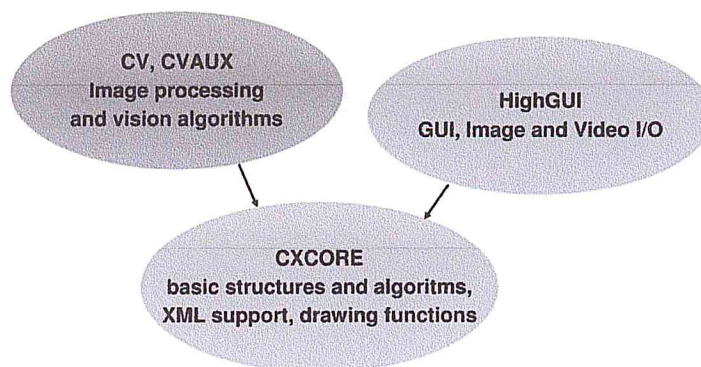 CV, CVAUX
Image processing
and vision algorithms
HighGUI
GUI, Image and Video I/O
CXCORE
basic structures and algoritms,
XML support, drawing functions